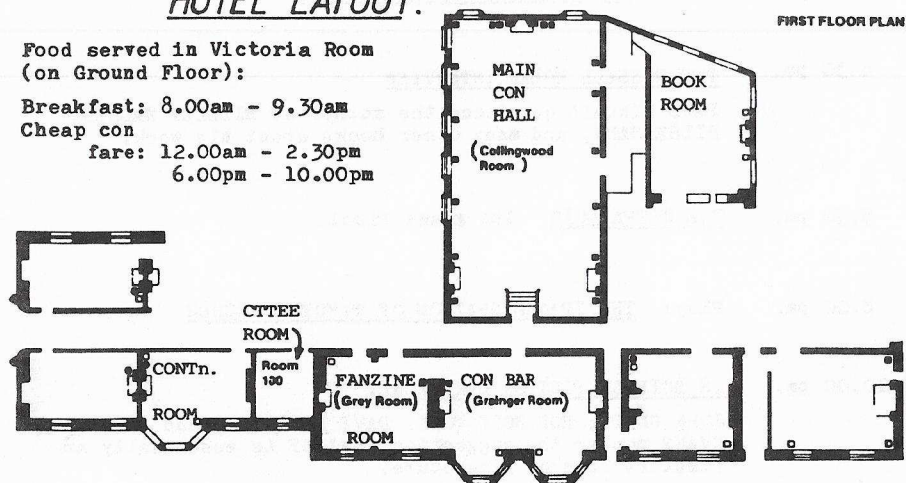 HOTEL LAYOUT.
FIRST FLOOR PLAN
Food served in Victoria Room
(on Ground Floor):
Breakfast: 8.00am - 9.30am
Cheap con
fare: 12.00am - 2.30pm
6.00pm - 10.00pm
MAIN
CON
HALL
(Collingwood
Room)
BOOK
ROOM
CTTEE
ROOM
Room
130
CONTn.
ROOM
FANZINE
(Grey Room)
ROOM
CON BAR
(Grainger Room)